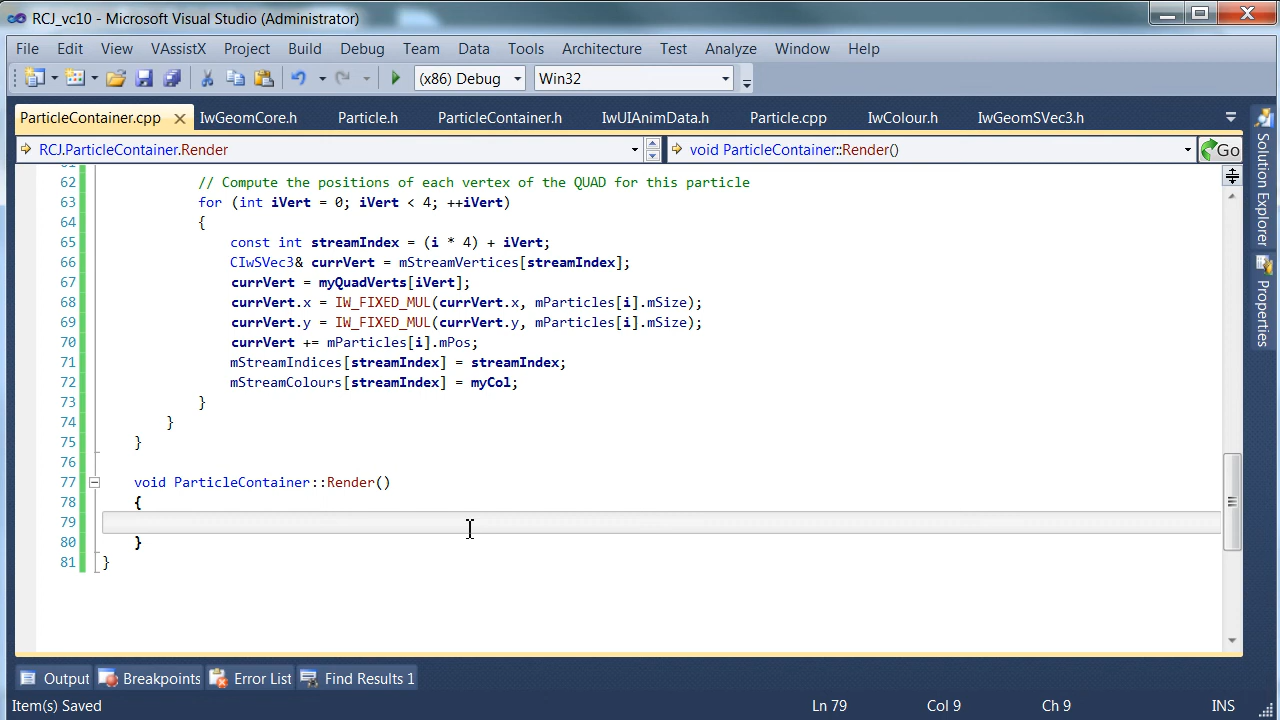 RCJ_vc10 - Microsoft Visual Studio (Administrator)
File Edit View VAssistX Project Build Debug Team Data Tools Architecture Test Analyze Window Help
(x86) Debug Win32
ParticleContainer.cpp IwGeomCore.h Particle.h ParticleContainer.h IwUIAnimData.h Particle.cpp IwColour.h IwGeomSVec3.h
RCJ.ParticleContainer.Render void ParticleContainer::Render() Go
62 // Compute the positions of each vertex of the QUAD for this particle
63 for (int iVert = 0; iVert < 4; ++iVert)
64 {
65 const int streamIndex = (i * 4) + iVert;
66 CIwSVec3& currVert = mStreamVertices[streamIndex];
67 currVert = myQuadVerts[iVert];
68 currVert.x = IW_FIXED_MUL(currVert.x, mParticles[i].mSize);
69 currVert.y = IW_FIXED_MUL(currVert.y, mParticles[i].mSize);
70 currVert += mParticles[i].mPos;
71 mStreamIndices[streamIndex] = streamIndex;
72 mStreamColours[streamIndex] = myCol;
73 }
74 }
75 }
76
77 void ParticleContainer::Render()
78 {
79
80 }
81 }
Solution Explorer
Properties
Output Breakpoints Error List Find Results 1
Item(s) Saved Ln 79 Col 9 Ch 9 INS